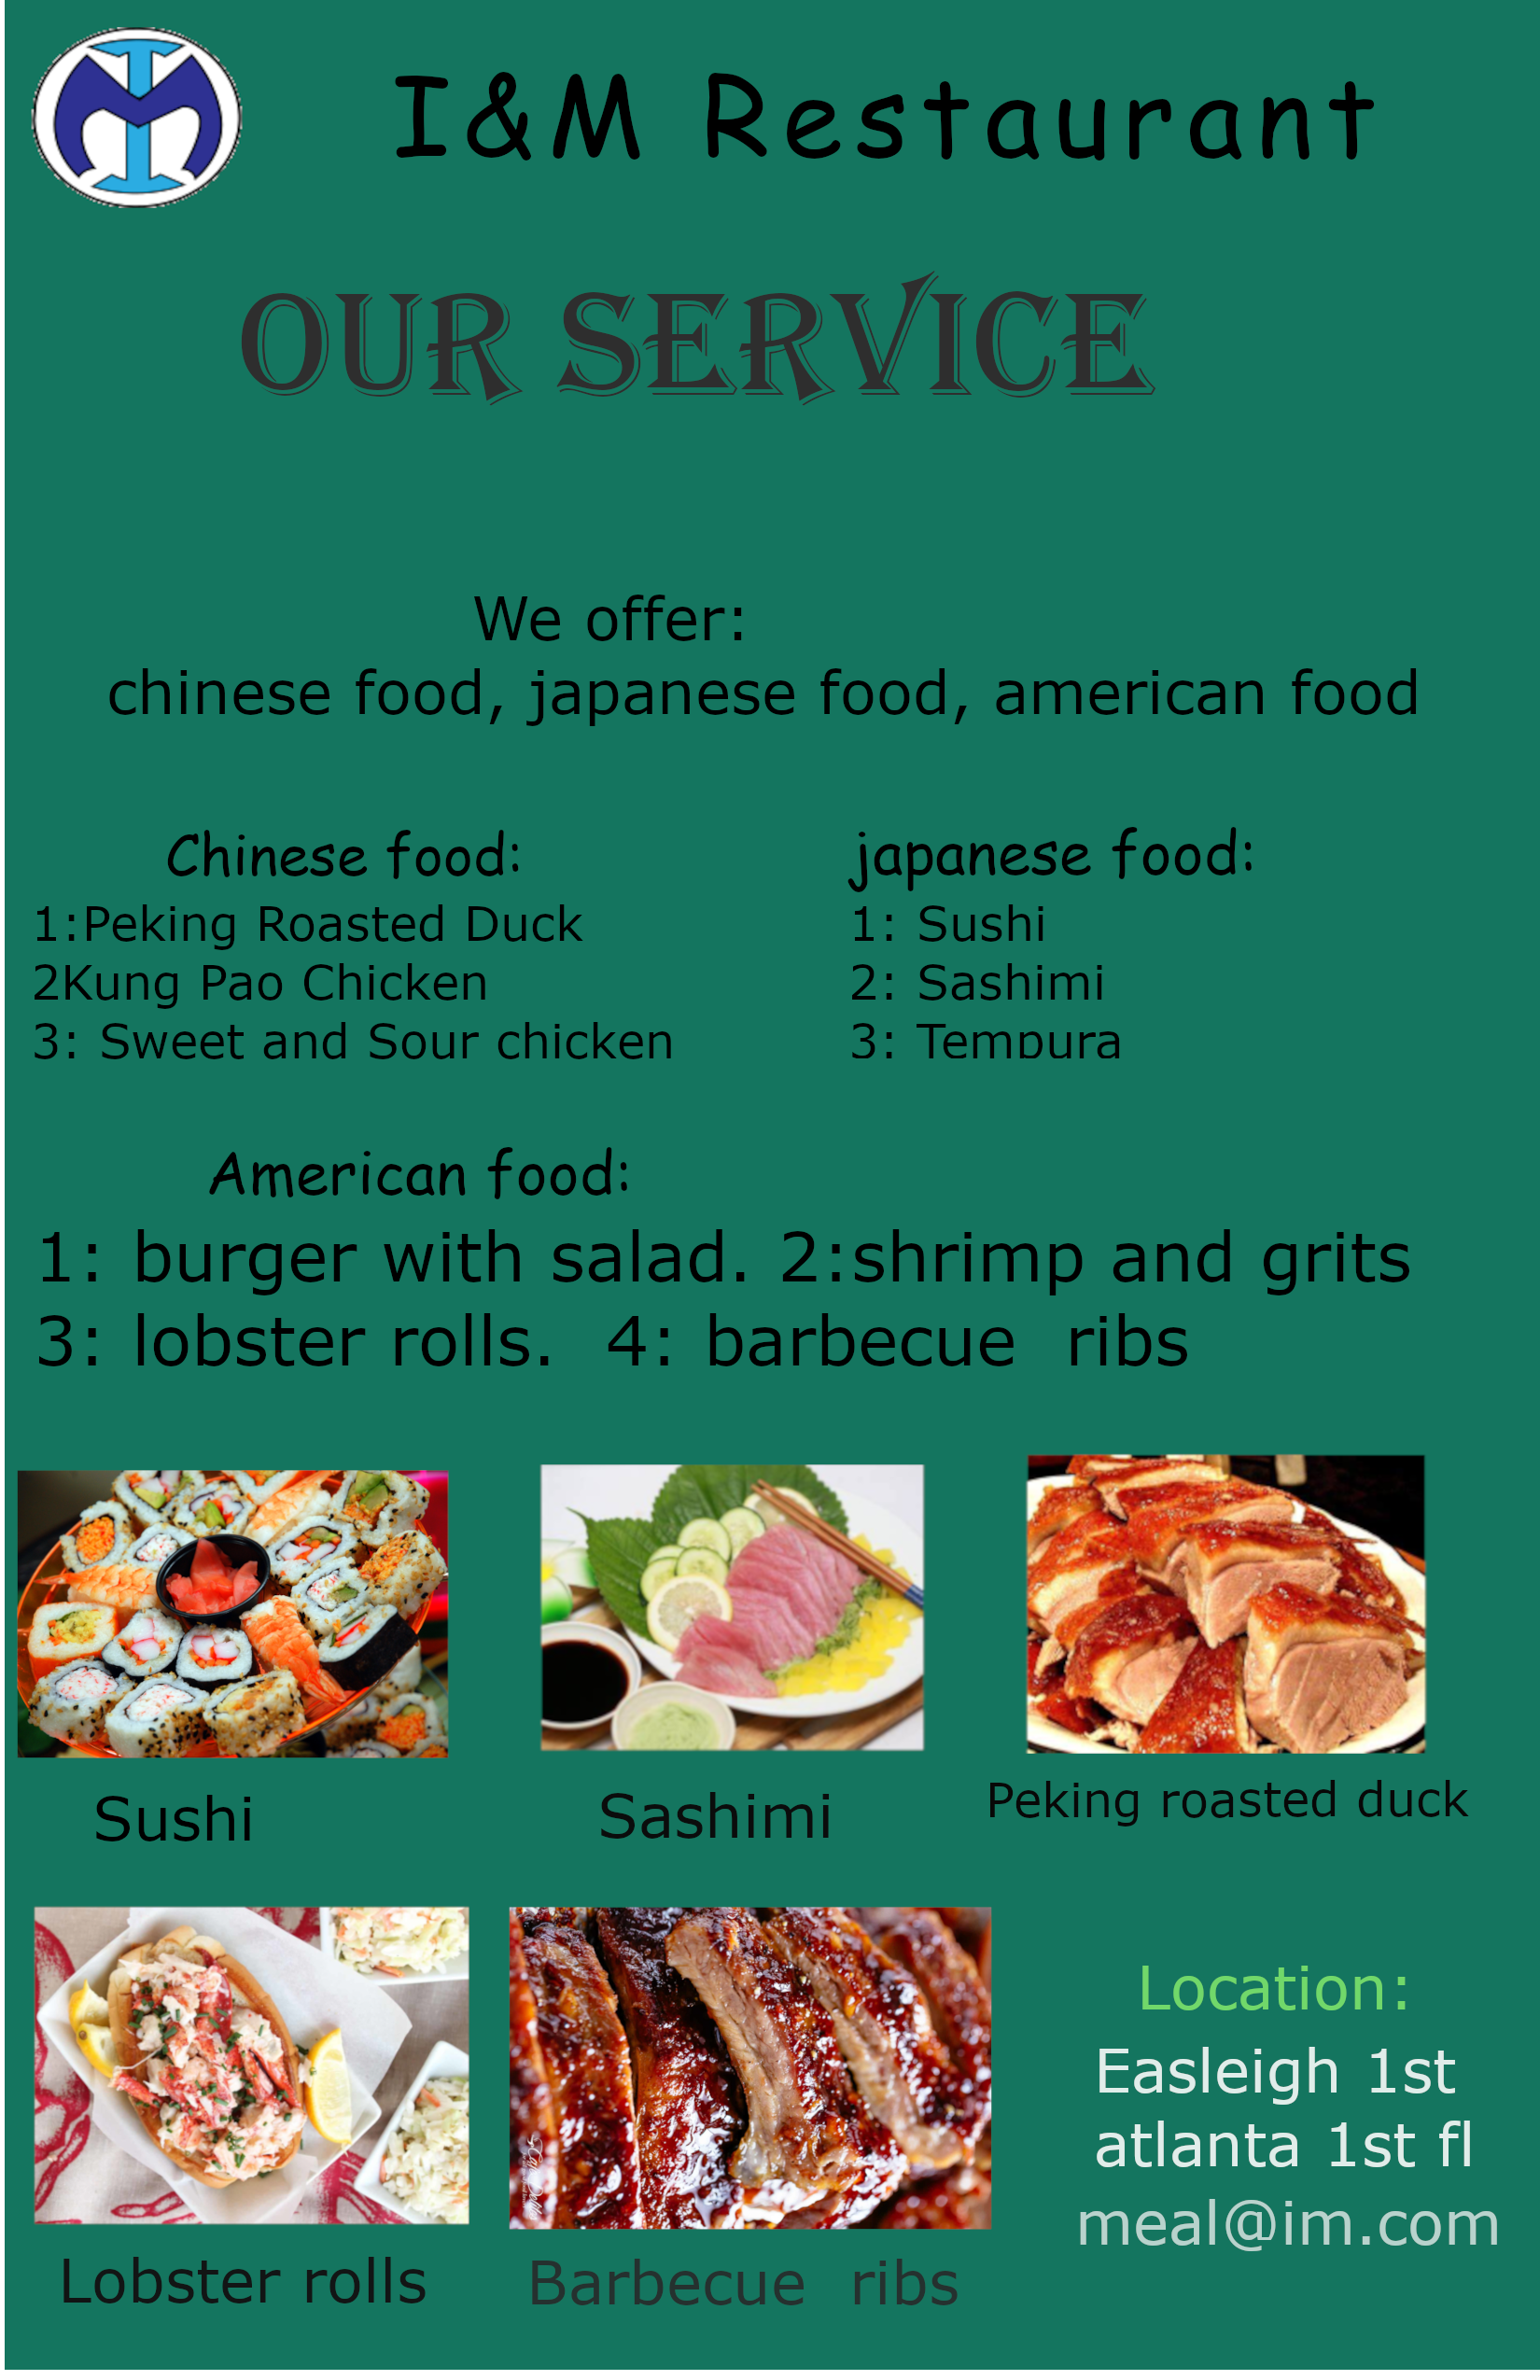 I&M Restaurant
OUR SERVICE
We offer:
chinese food, japanese food, american food
Chinese food:
1:Peking Roasted Duck
2Kung Pao Chicken
3: Sweet and Sour chicken
japanese food:
1: Sushi
2: Sashimi
3: Tempura
American food:
1: burger with salad. 2:shrimp and grits
3: lobster rolls.  4: barbecue  ribs
Sushi
Sashimi
Peking roasted duck
Lobster rolls
Barbecue  ribs
Location:
Easleigh 1st
atlanta 1st fl
meal@im.com